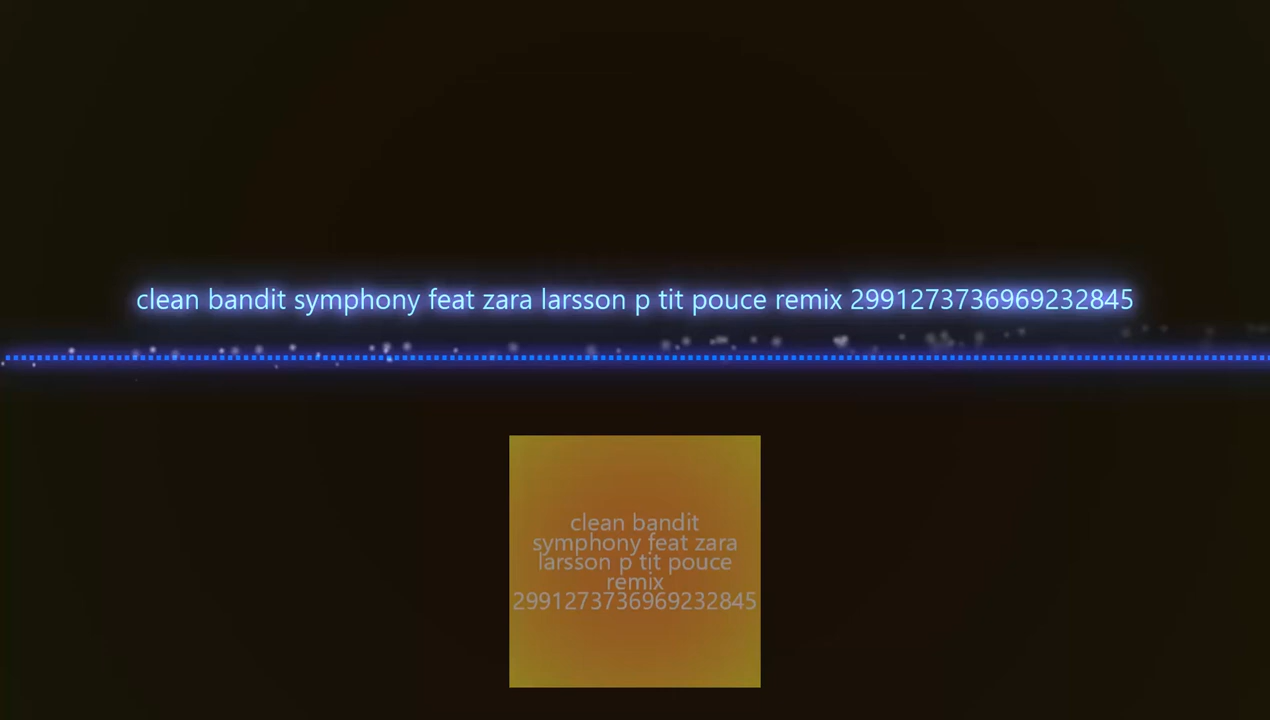 clean bandit symphony feat zara larsson p tit pouce remix 2991273736969232845
clean bandit
symphony feat zara
larsson p tit pouce
remix
2991273736969232845